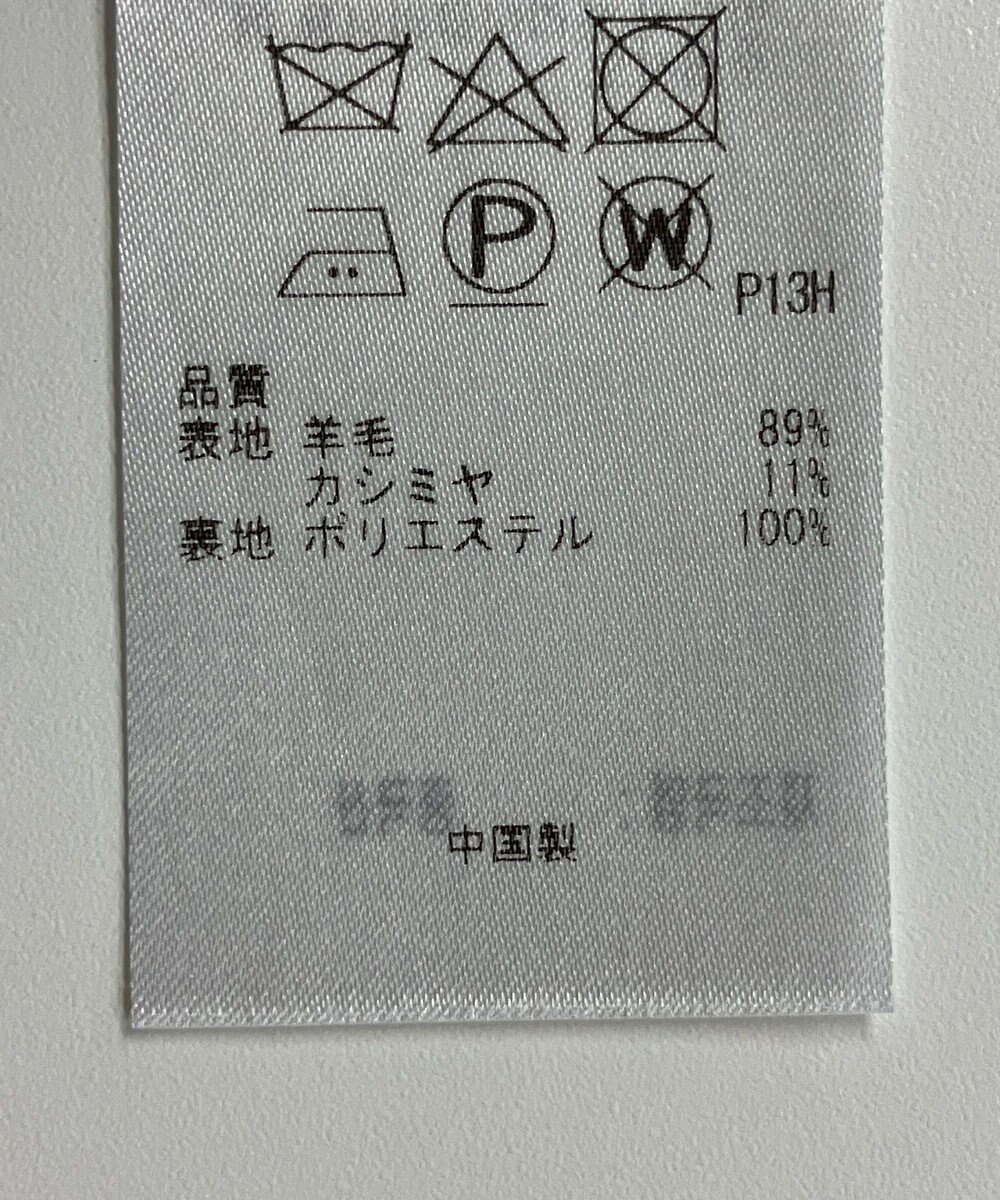 P W P13H
品質
表地 羊毛 89%
カシミヤ 11%
裏地 ポリエステル 100%
中国製